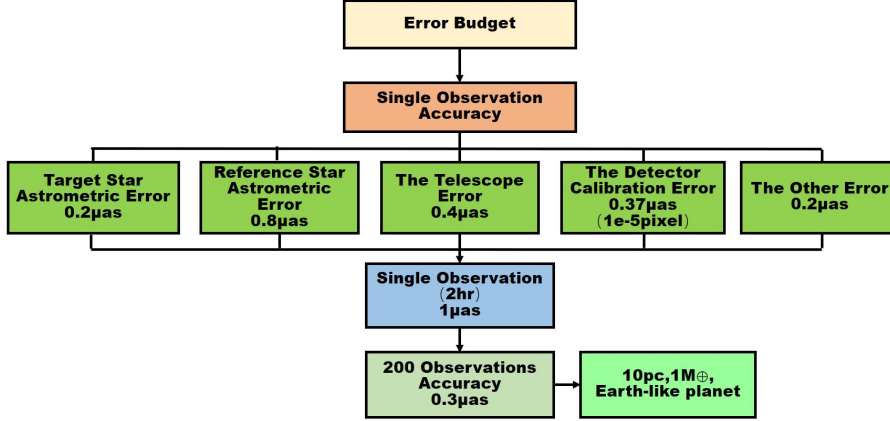 Error Budget
Single Observation
Accuracy
Target Star
Astrometric Error
0.2μas
Reference Star
Astrometric
Error
0.8μas
The Telescope
Error
0.4μas
The Detector
Calibration Error
0.37μas
(1e-5pixel)
The Other Error
0.2μas
Single Observation
(2hr)
1μas
200 Observations
Accuracy
0.3μas
10pc,1M⊕,
Earth-like planet